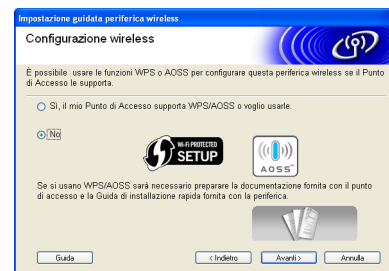 Impostazione guidata periferica wireless
Configurazione wireless
È possibile usare le funzioni WPS o AOSS per configurare questa periferica wireless se il Punto
di Accesso le supporta.
Sì, il mio Punto di Accesso supporta WPS/AOSS o voglio usarle.
No
WI-FI PROTECTED
SETUP
AOSS™
Se si usano WPS/AOSS sarà necessario preparare la documentazione fornita con il punto
di accesso e la Guida di installazione rapida fornita con la periferica.
Guida
< Indietro
Avanti >
Annulla